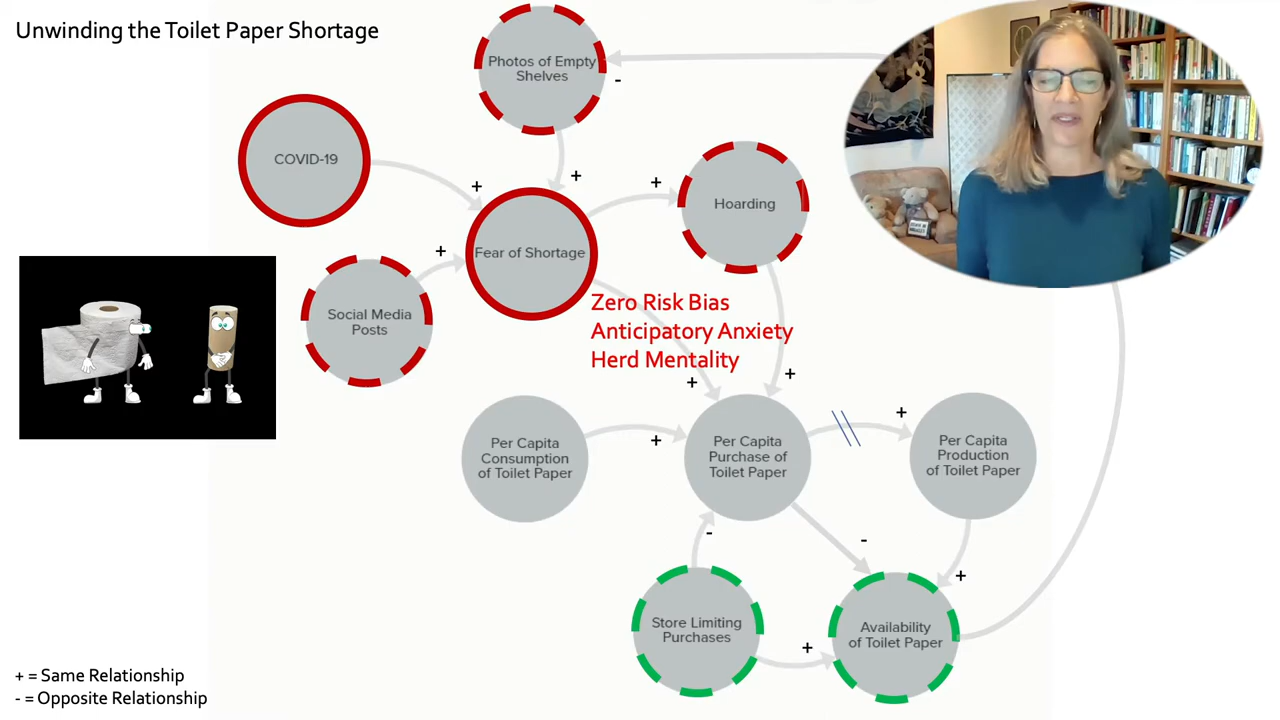 Unwinding the Toilet Paper Shortage
Photos of Empty
Shelves
-
COVID-19
+
+
+
Hoarding
+
Fear of Shortage
Social Media
Posts
Zero Risk Bias
Anticipatory Anxiety
Herd Mentality
+
+
Per Capita
Consumption
of Toilet Paper
+
Per Capita
Purchase of
Toilet Paper
+
Per Capita
Production
of Toilet Paper
-
-
+
Store Limiting
Purchases
+
Availability
of Toilet Paper
+ = Same Relationship
- = Opposite Relationship